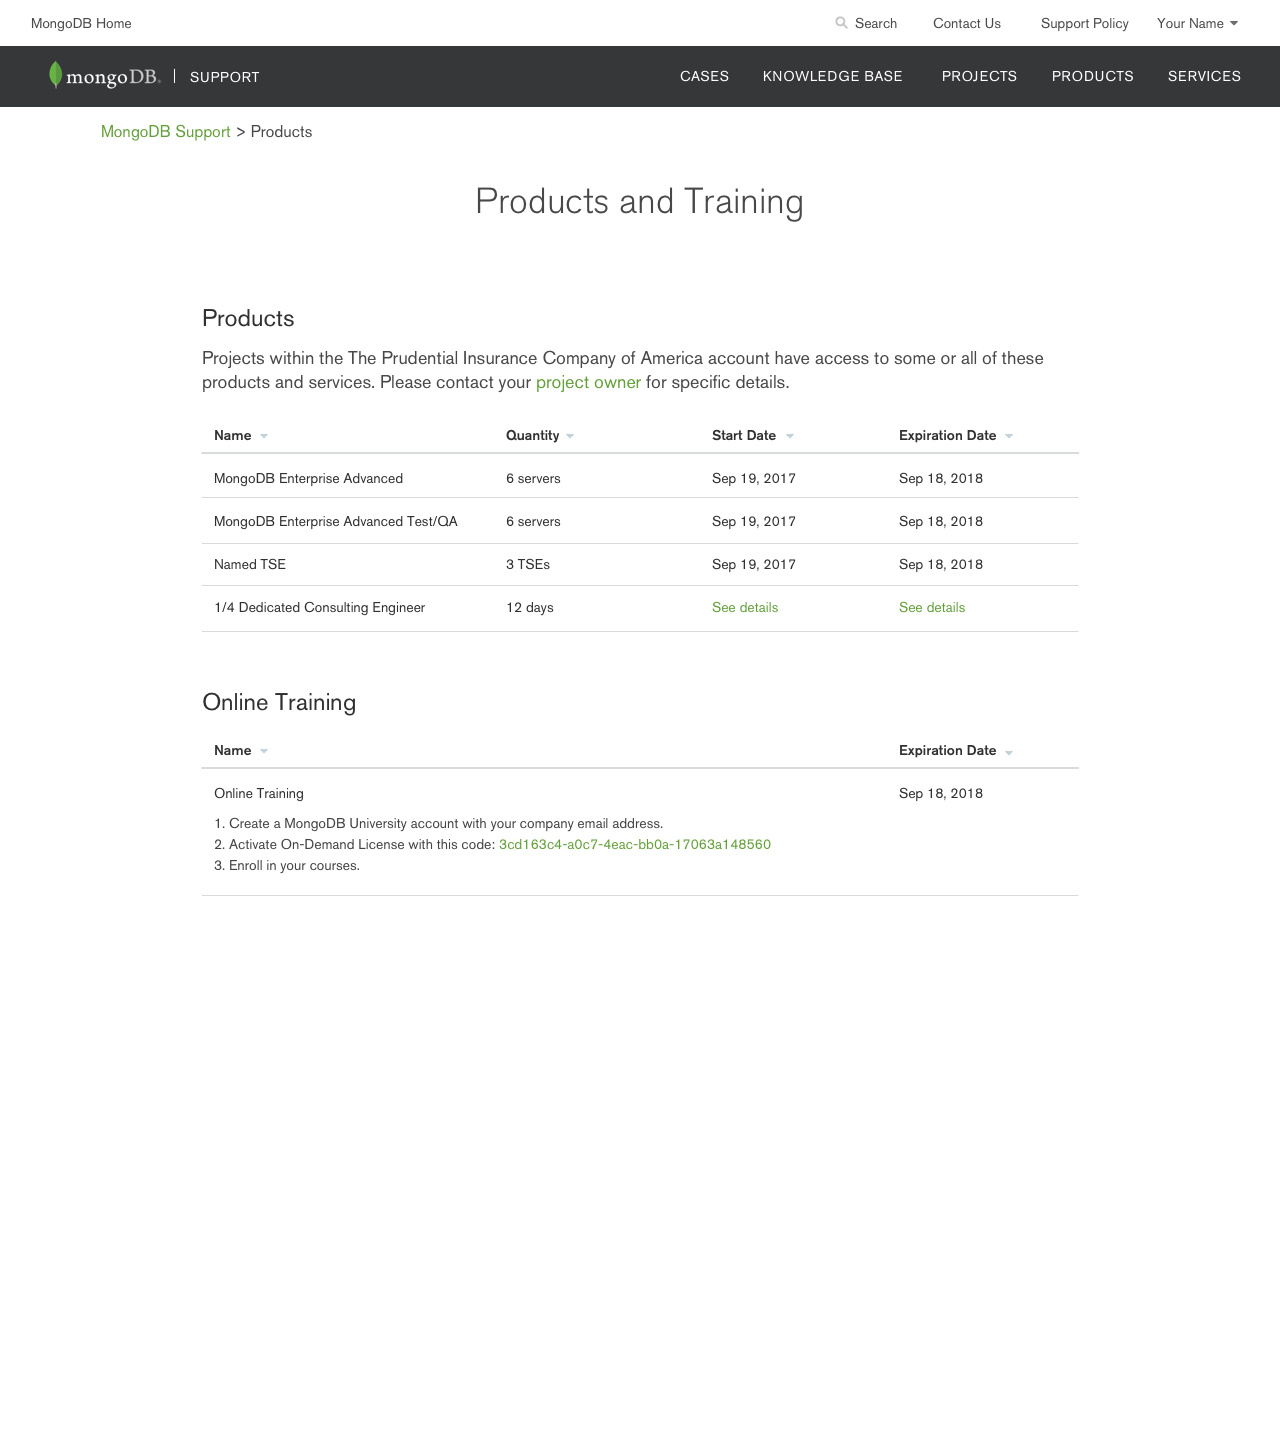 MongoDB Home Search Contact Us Support Policy Your Name
mongoDB. SUPPORT CASES KNOWLEDGE BASE PROJECTS PRODUCTS SERVICES
MongoDB Support > Products
Products and Training
Products
Projects within the The Prudential Insurance Company of America account have access to some or all of these
products and services. Please contact your project owner for specific details.
Name Quantity Start Date Expiration Date
MongoDB Enterprise Advanced 6 servers Sep 19, 2017 Sep 18, 2018
MongoDB Enterprise Advanced Test/QA 6 servers Sep 19, 2017 Sep 18, 2018
Named TSE 3 TSEs Sep 19, 2017 Sep 18, 2018
1/4 Dedicated Consulting Engineer 12 days See details See details
Online Training
Name Expiration Date
Online Training Sep 18, 2018
1. Create a MongoDB University account with your company email address.
2. Activate On-Demand License with this code: 3cd163c4-a0c7-4eac-bb0a-17063a148560
3. Enroll in your courses.